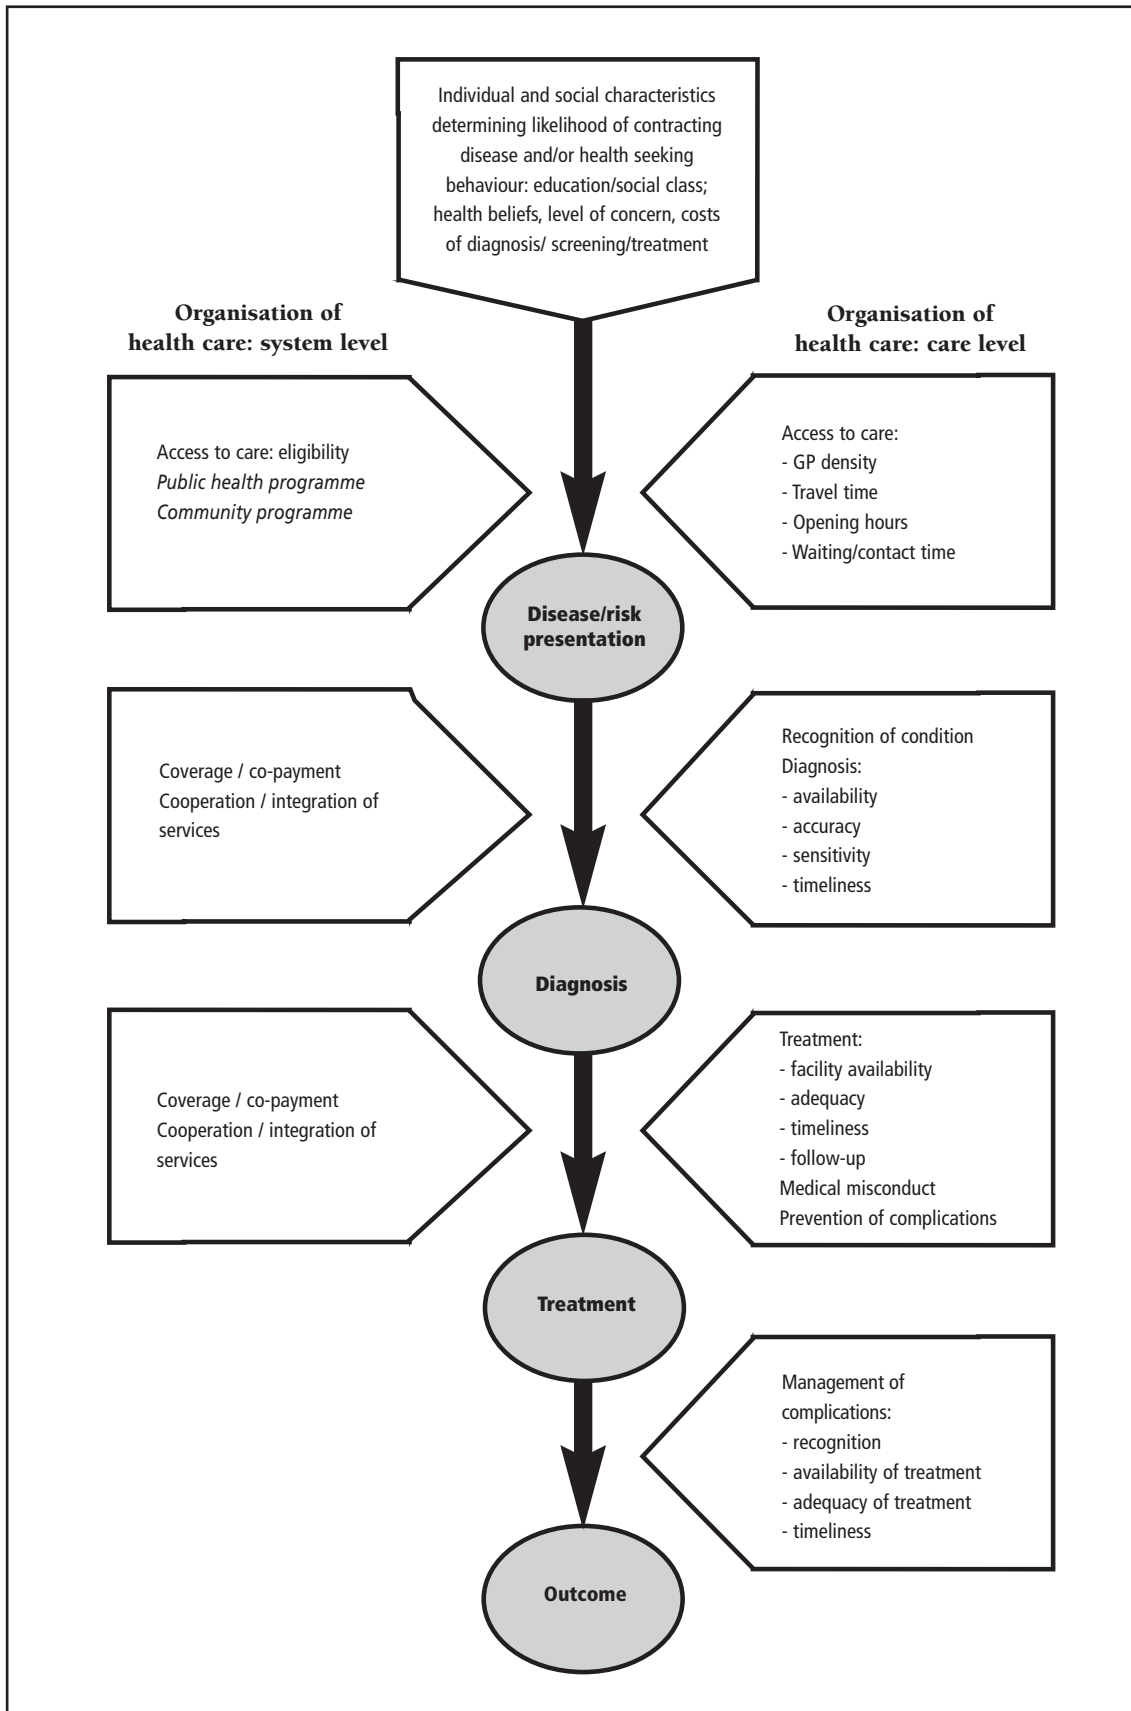 Individual and social characteristics
determining likelihood of contracting
disease and/or health seeking
behaviour: education/social class;
health beliefs, level of concern, costs
of diagnosis/ screening/treatment
Organisation of
health care: system level
Organisation of
health care: care level
Access to care: eligibility
Public health programme
Community programme
Access to care:
- GP density
- Travel time
- Opening hours
- Waiting/contact time
Disease/risk
presentation
Coverage / co-payment
Cooperation / integration of
services
Recognition of condition
Diagnosis:
- availability
- accuracy
- sensitivity
- timeliness
Diagnosis
Coverage / co-payment
Cooperation / integration of
services
Treatment:
- facility availability
- adequacy
- timeliness
- follow-up
Medical misconduct
Prevention of complications
Treatment
Management of
complications:
- recognition
- availability of treatment
- adequacy of treatment
- timeliness
Outcome